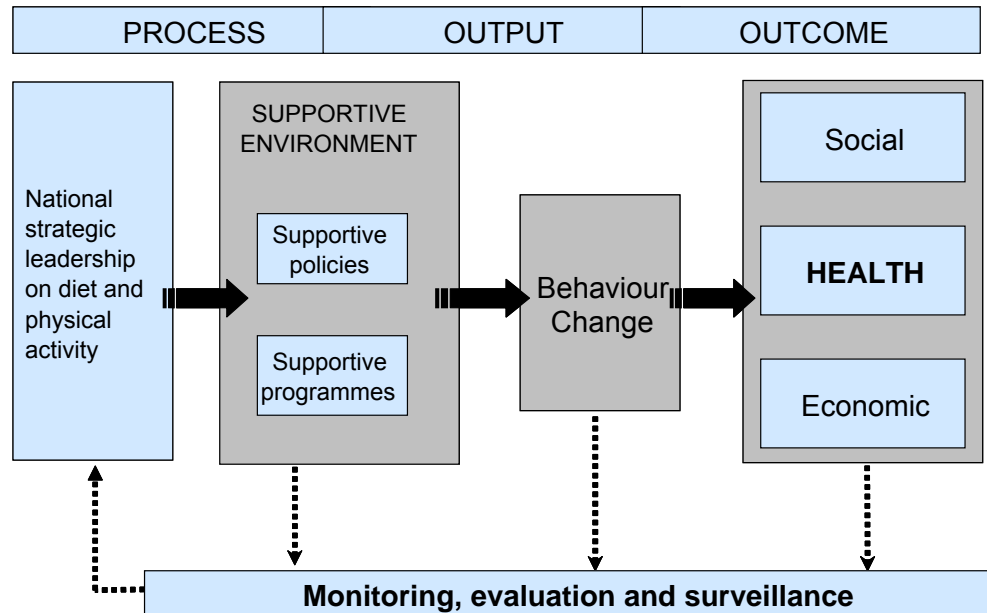 PROCESS
OUTPUT
OUTCOME
National
strategic
leadership
on diet and
physical
activity
SUPPORTIVE
ENVIRONMENT
Supportive
policies
Supportive
programmes
Behaviour
Change
Social
HEALTH
Economic
Monitoring, evaluation and surveillance